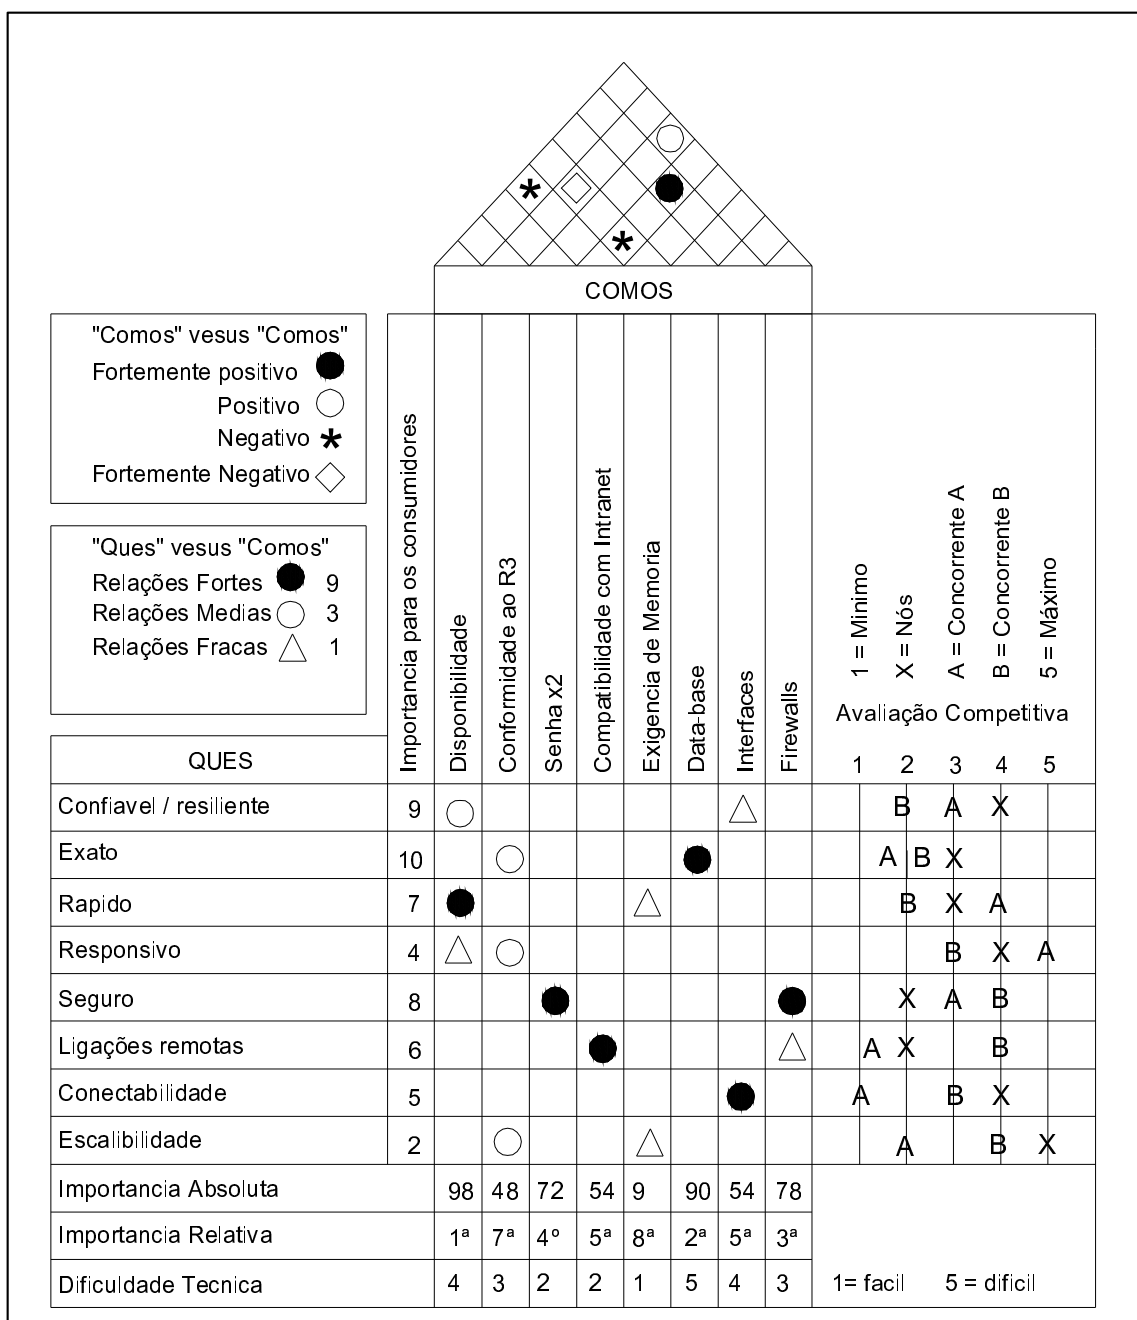 COMOS
"Comos" vesus "Comos"
Fortemente positivo
Positivo
Negativo
Fortemente Negativo
"Ques" vesus "Comos"
Relações Fortes 9
Relações Medias 3
Relações Fracas 1
QUES
Importancia para os consumidores
Disponibilidade
Conformidade ao R3
Senha x2
Compatibilidade com Intranet
Exigencia de Memoria
Data-base
Interfaces
Firewalls
1 = Minimo
X = Nós
A = Concorrente A
B = Concorrente B
5 = Máximo
Avaliação Competitiva
1 2 3 4 5
Confiavel / resiliente 9 B A X
Exato 10 A B X
Rapido 7 B X A
Responsivo 4 B X A
Seguro 8 X A B
Ligações remotas 6 A X B
Conectabilidade 5 A B X
Escalibilidade 2 A B X
Importancia Absoluta 98 48 72 54 9 90 54 78
Importancia Relativa 1ª 7ª 4º 5ª 8ª 2ª 5ª 3ª
Dificuldade Tecnica 4 3 2 2 1 5 4 3 1= facil 5 = dificil